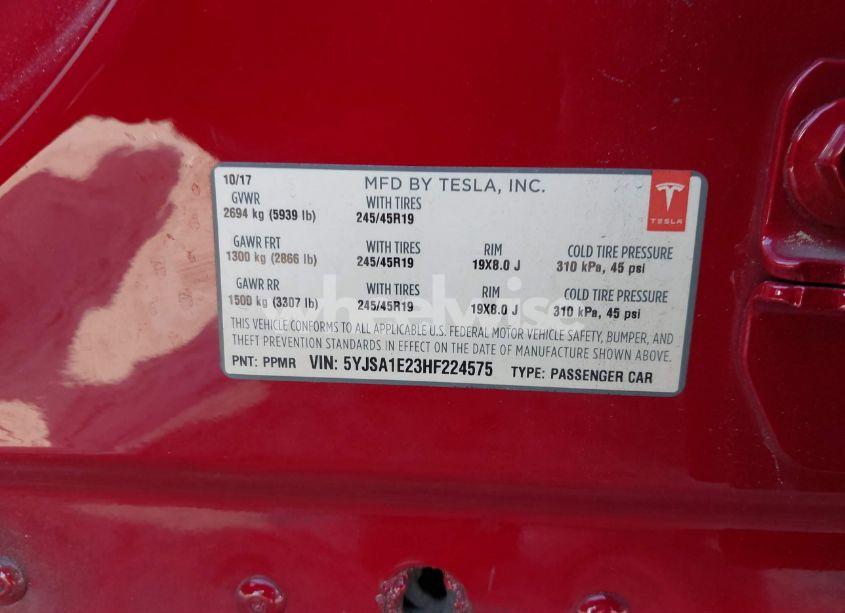 10/17 MFD BY TESLA, INC.
GVWR WITH TIRES
2694 kg (5939 lb) 245/45R19
TESLA
GAWR FRT WITH TIRES RIM COLD TIRE PRESSURE
1300 kg (2866 lb) 245/45R19 19X8.0 J 310 kPa, 45 psi
GAWR RR WITH TIRES RIM COLD TIRE PRESSURE
1500 kg (3307 lb) 245/45R19 19X8.0 J 310 kPa, 45 psi
wheelwise
THIS VEHICLE CONFORMS TO ALL APPLICABLE U.S. FEDERAL MOTOR VEHICLE SAFETY, BUMPER, AND
THEFT PREVENTION STANDARDS IN EFFECT ON THE DATE OF MANUFACTURE SHOWN ABOVE.
PNT: PPMR VIN: 5YJSA1E23HF224575 TYPE: PASSENGER CAR